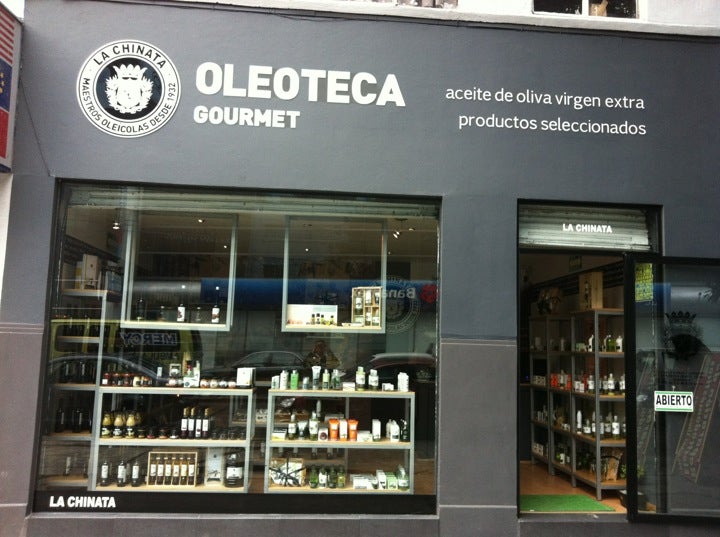 LA CHINATA
MAESTROS OLEICOLAS DESDE 1932
OLEOTECA
GOURMET
aceite de oliva virgen extra
productos seleccionados
LA CHINATA
ABIERTO
LA CHINATA